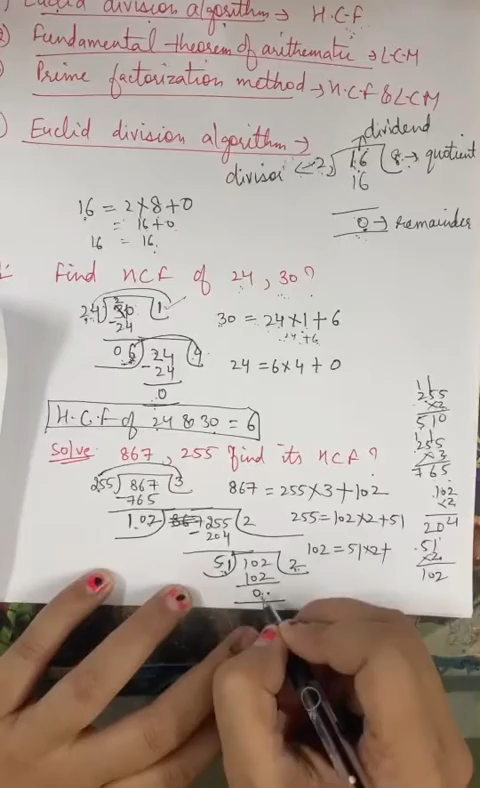 Euclid division algorithm → H.C.F
2) Fundamental theorem of arithematic → LCM
Prime factorization method → H.C.F & LCM
Euclid division algorithm →
dividend
divisor ← 2) 16 (8 → quotient
16
0 → remainder
16 = 2 × 8 + 0
= 16 + 0
16 = 16
Find HCF of 24, 30?
24) 30 (1
- 24
06) 24 (4
- 24
0
30 = 24 × 1 + 6
24 + 6
24 = 6 × 4 + 0
H.C.F of 24 & 30 = 6
Solve: 867, 255 find its HCF?
255) 867 (3
- 765
102) 255 (2
- 204
51) 102 (2
102
0
867 = 255 × 3 + 102
255 = 102 × 2 + 51
102 = 51 × 2 +
255
× 2
510
255
× 3
765
102
× 2
204
51
× 2
102